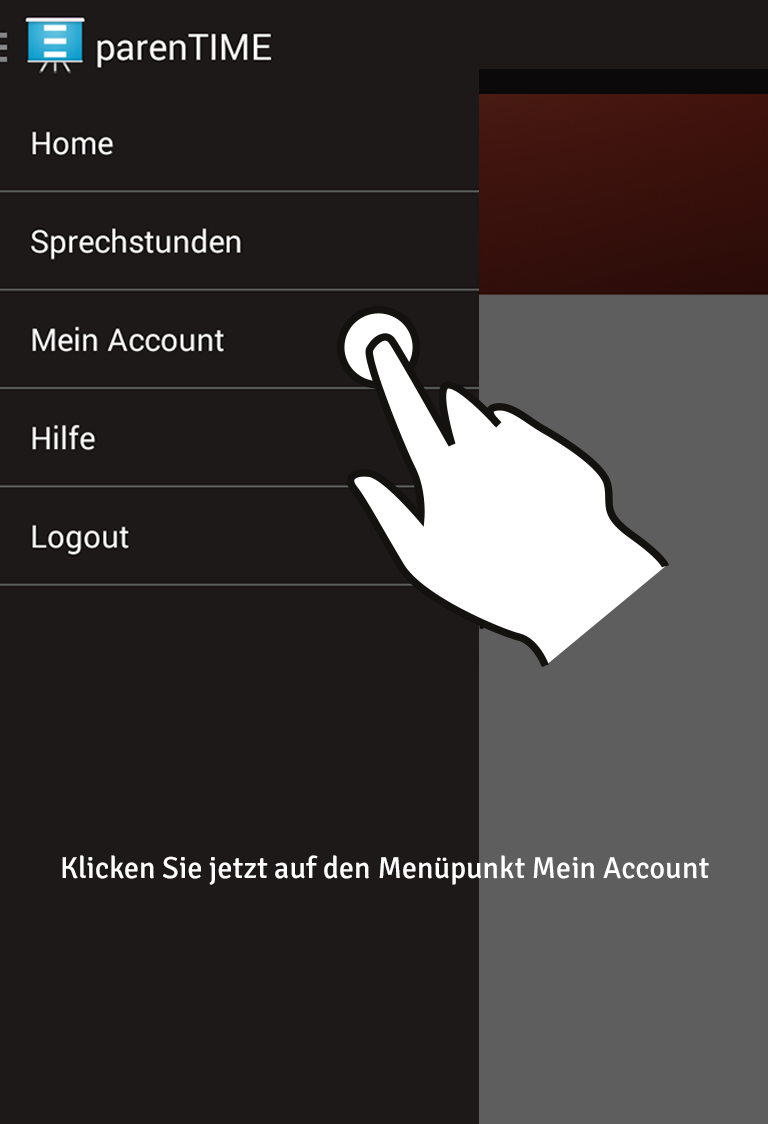 parenTIME
Home
Sprechstunden
Mein Account
Hilfe
Logout
Klicken Sie jetzt auf den Menüpunkt Mein Account